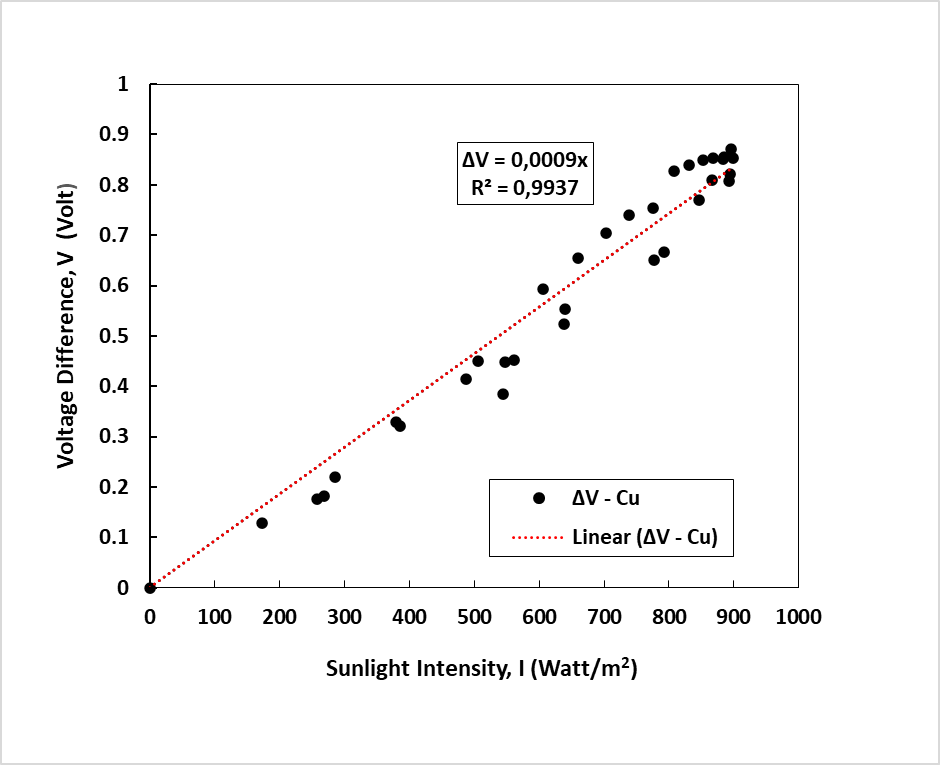 1
0.9
0.8
0.7
0.6
0.5
0.4
0.3
0.2
0.1
0
Voltage Difference, V (Volt)
ΔV = 0,0009x
R² = 0,9937
ΔV - Cu
Linear (ΔV - Cu)
0 100 200 300 400 500 600 700 800 900 1000
Sunlight Intensity, I (Watt/m²)